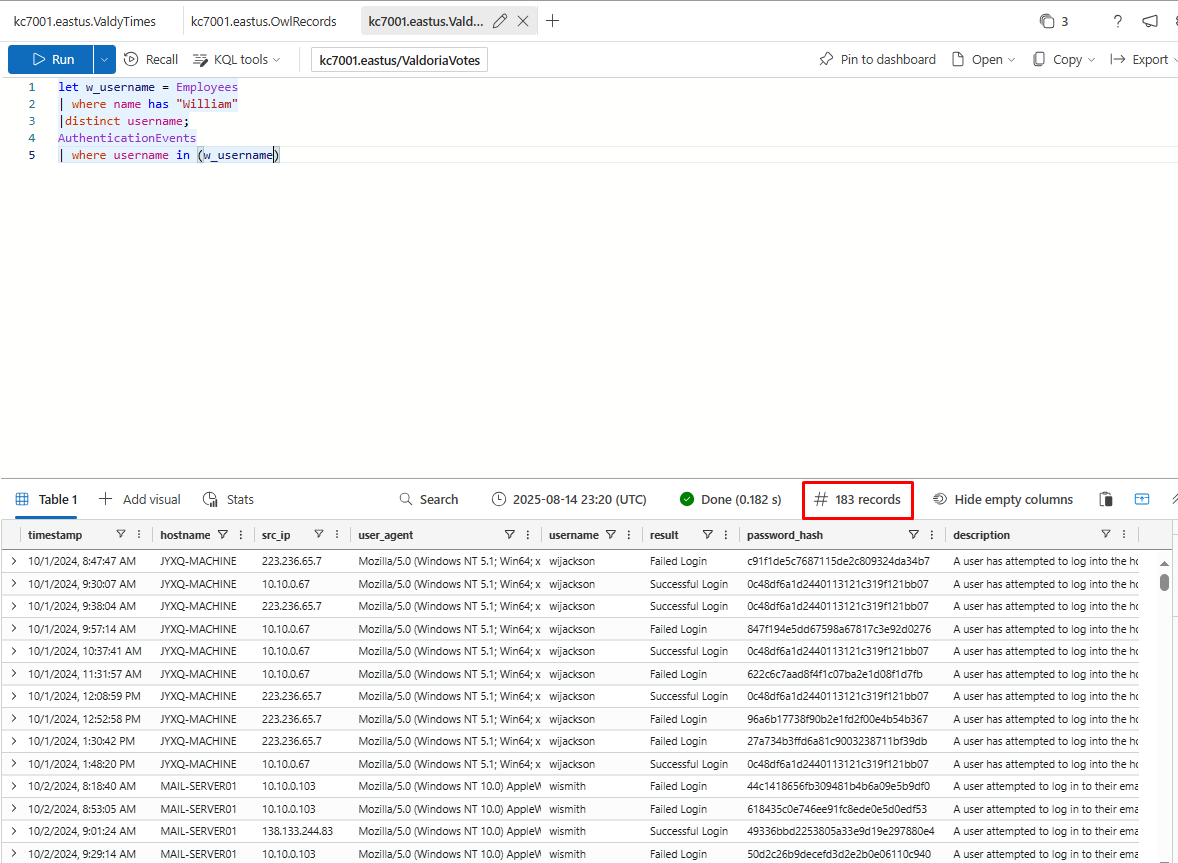 kc7001.eastus.ValdyTimes kc7001.eastus.OwlRecords kc7001.eastus.Vald... 3
Run Recall KQL tools kc7001.eastus/ValdoriaVotes Pin to dashboard Open Copy Export
1 let w_username = Employees
2 | where name has "William"
3 |distinct username;
4 AuthenticationEvents
5 | where username in (w_username)
Table 1 Add visual Stats Search 2025-08-14 23:20 (UTC) Done (0.182 s) 183 records Hide empty columns
timestamp hostname src_ip user_agent username result password_hash description
10/1/2024, 8:47:47 AM JYXQ-MACHINE 223.236.65.7 Mozilla/5.0 (Windows NT 5.1; Win64; x wijackson Failed Login c91f1de5c7687115de2c809324da34b7 A user has attempted to log into the ho
10/1/2024, 9:30:07 AM JYXQ-MACHINE 10.10.0.67 Mozilla/5.0 (Windows NT 5.1; Win64; x wijackson Successful Login 0c48df6a1d2440113121c319f121bb07 A user has attempted to log into the ho
10/1/2024, 9:38:04 AM JYXQ-MACHINE 223.236.65.7 Mozilla/5.0 (Windows NT 5.1; Win64; x wijackson Successful Login 0c48df6a1d2440113121c319f121bb07 A user has attempted to log into the ho
10/1/2024, 9:57:14 AM JYXQ-MACHINE 10.10.0.67 Mozilla/5.0 (Windows NT 5.1; Win64; x wijackson Failed Login 847f194e5dd67598a67817c3e92d0276 A user has attempted to log into the ho
10/1/2024, 10:37:41 AM JYXQ-MACHINE 10.10.0.67 Mozilla/5.0 (Windows NT 5.1; Win64; x wijackson Successful Login 0c48df6a1d2440113121c319f121bb07 A user has attempted to log into the ho
10/1/2024, 11:31:57 AM JYXQ-MACHINE 10.10.0.67 Mozilla/5.0 (Windows NT 5.1; Win64; x wijackson Failed Login 622c6c7aad8f4f1c07ba2e1d08f1d7fb A user has attempted to log into the ho
10/1/2024, 12:08:59 PM JYXQ-MACHINE 223.236.65.7 Mozilla/5.0 (Windows NT 5.1; Win64; x wijackson Successful Login 0c48df6a1d2440113121c319f121bb07 A user has attempted to log into the ho
10/1/2024, 12:52:58 PM JYXQ-MACHINE 223.236.65.7 Mozilla/5.0 (Windows NT 5.1; Win64; x wijackson Failed Login 96a6b17738f90b2e1fd2f00e4b54b367 A user has attempted to log into the ho
10/1/2024, 1:30:42 PM JYXQ-MACHINE 223.236.65.7 Mozilla/5.0 (Windows NT 5.1; Win64; x wijackson Failed Login 27a734b3ffd6a81c9003238711bf39db A user has attempted to log into the ho
10/1/2024, 1:48:20 PM JYXQ-MACHINE 10.10.0.67 Mozilla/5.0 (Windows NT 5.1; Win64; x wijackson Successful Login 0c48df6a1d2440113121c319f121bb07 A user has attempted to log into the ho
10/2/2024, 8:18:40 AM MAIL-SERVER01 10.10.0.103 Mozilla/5.0 (Windows NT 10.0) AppleW wismith Failed Login 44c1418656fb309481b4b6a09e5b9df0 A user attempted to log in to their ema
10/2/2024, 8:53:05 AM MAIL-SERVER01 10.10.0.103 Mozilla/5.0 (Windows NT 10.0) AppleW wismith Failed Login 618435c0e746ee91fc8ede0e5d0edf53 A user attempted to log in to their ema
10/2/2024, 9:01:24 AM MAIL-SERVER01 138.133.244.83 Mozilla/5.0 (Windows NT 10.0) AppleW wismith Successful Login 49336bbd2253805a33e9d19e297880e4 A user attempted to log in to their ema
10/2/2024, 9:29:14 AM MAIL-SERVER01 10.10.0.103 Mozilla/5.0 (Windows NT 10.0) AppleW wismith Failed Login 50d2c26b9decefd3d2e2b0e06110c940 A user attempted to log in to their ema